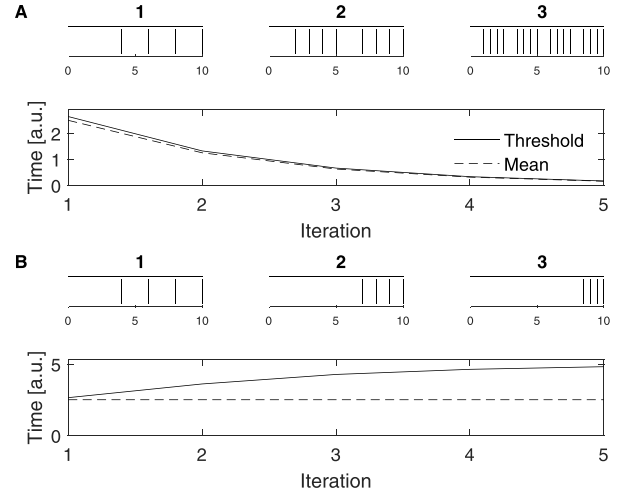 A
1 2 3
0 5 10 0 5 10 0 5 10
Time [a.u.]
2
1
0
Threshold
Mean
1 2 3 4 5
Iteration
B
1 2 3
0 5 10 0 5 10 0 5 10
Time [a.u.]
5
0
1 2 3 4 5
Iteration